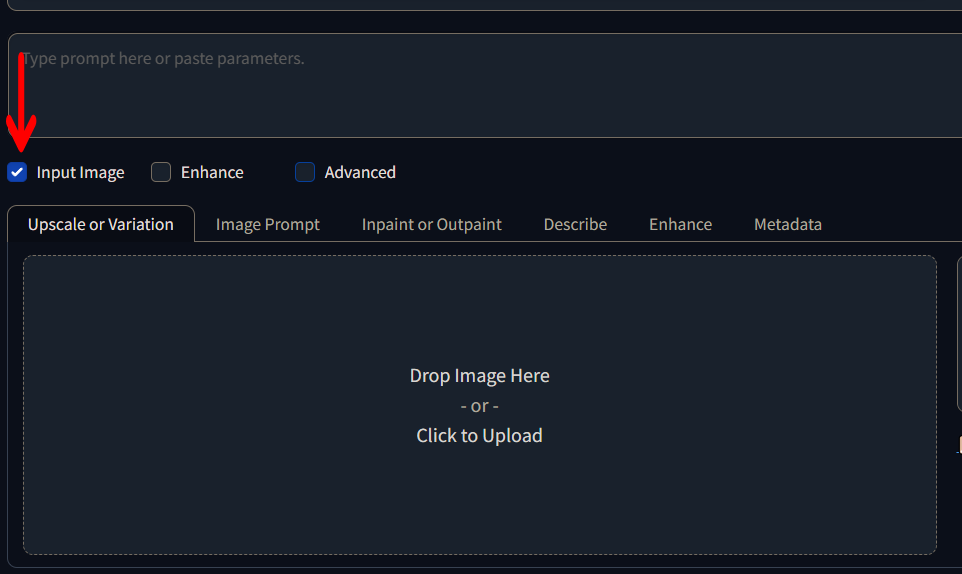 Type prompt here or paste parameters.
Input Image Enhance Advanced
Upscale or Variation Image Prompt Inpaint or Outpaint Describe Enhance Metadata
Drop Image Here
- or -
Click to Upload